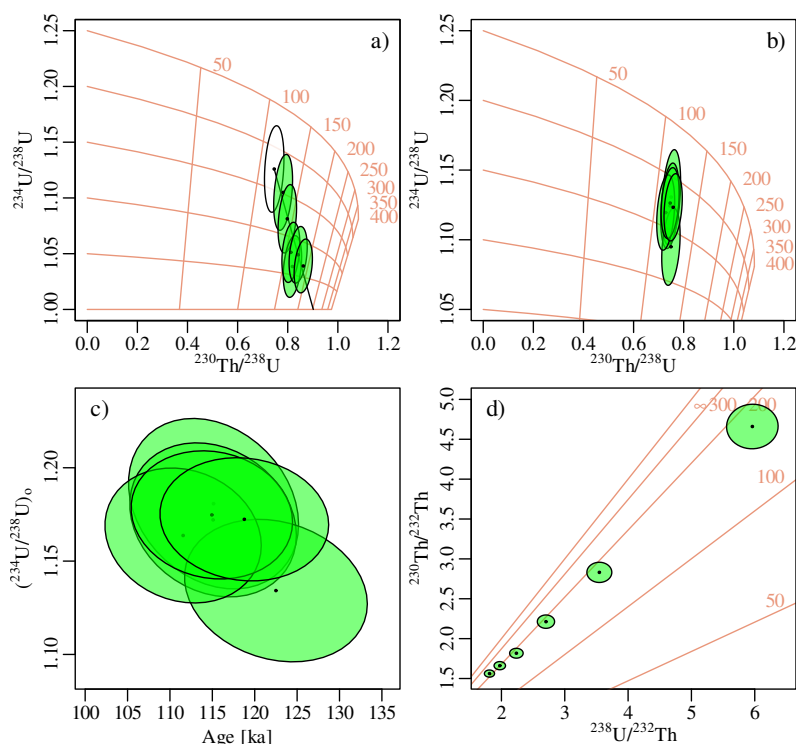 a)
1.25
1.20
1.15
1.10
1.05
1.00
²³⁴U/²³⁸U
50
100
150
200
250
300
350
400
0.0 0.2 0.4 0.6 0.8 1.0 1.2
²³⁰Th/²³⁸U
b)
1.25
1.20
1.15
1.10
1.05
²³⁴U/²³⁸U
50
100
150
200
250
300
350
400
0.0 0.2 0.4 0.6 0.8 1.0 1.2
²³⁰Th/²³⁸U
c)
1.20
1.15
1.10
(²³⁴U/²³⁸U)ₒ
100 105 110 115 120 125 130 135
Age [ka]
d)
5.0
4.5
4.0
3.5
3.0
2.5
2.0
1.5
²³⁰Th/²³²Th
∞ 300 200
100
50
2 3 4 5 6
²³⁸U/²³²Th